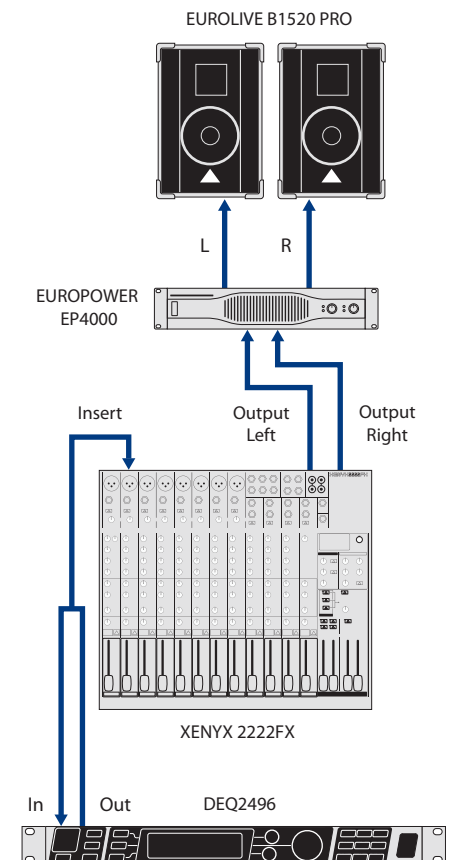 EUROLIVE B1520 PRO
L R
EUROPOWER
EP4000
Insert
Output
Left
Output
Right
XENYX 2222FX
In Out DEQ2496